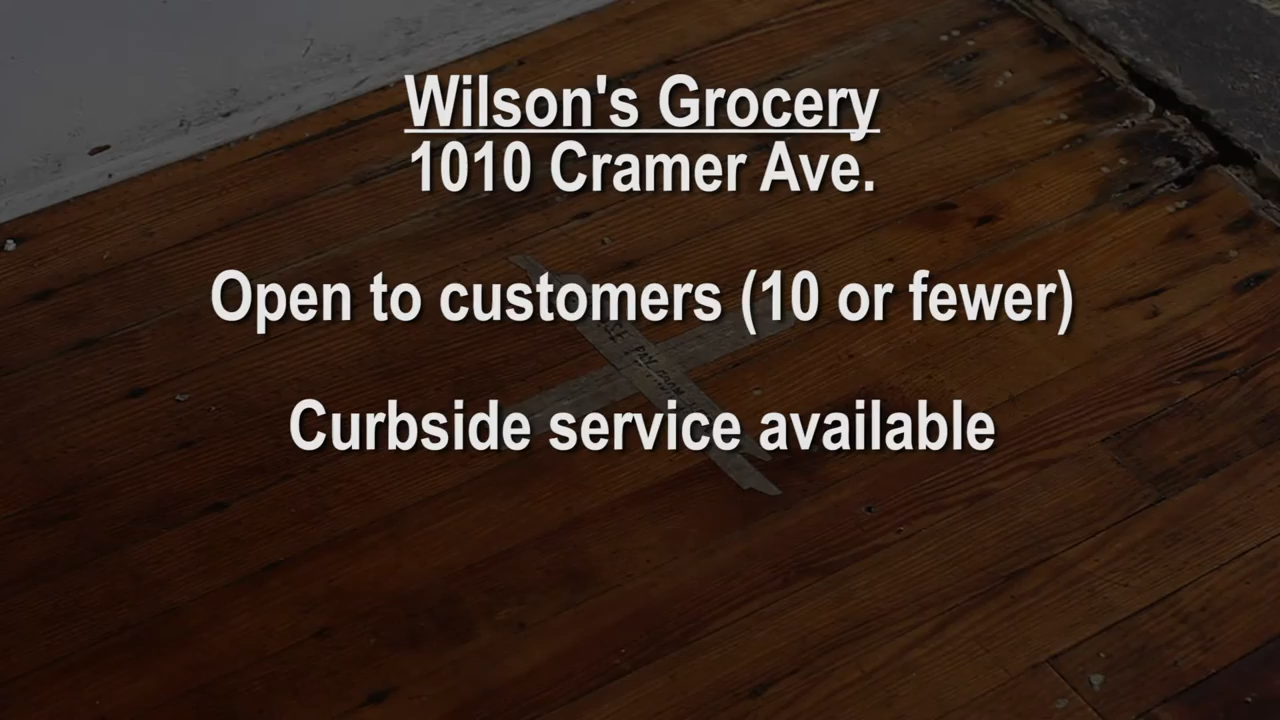 Wilson's Grocery
1010 Cramer Ave.
Open to customers (10 or fewer)
Curbside service available